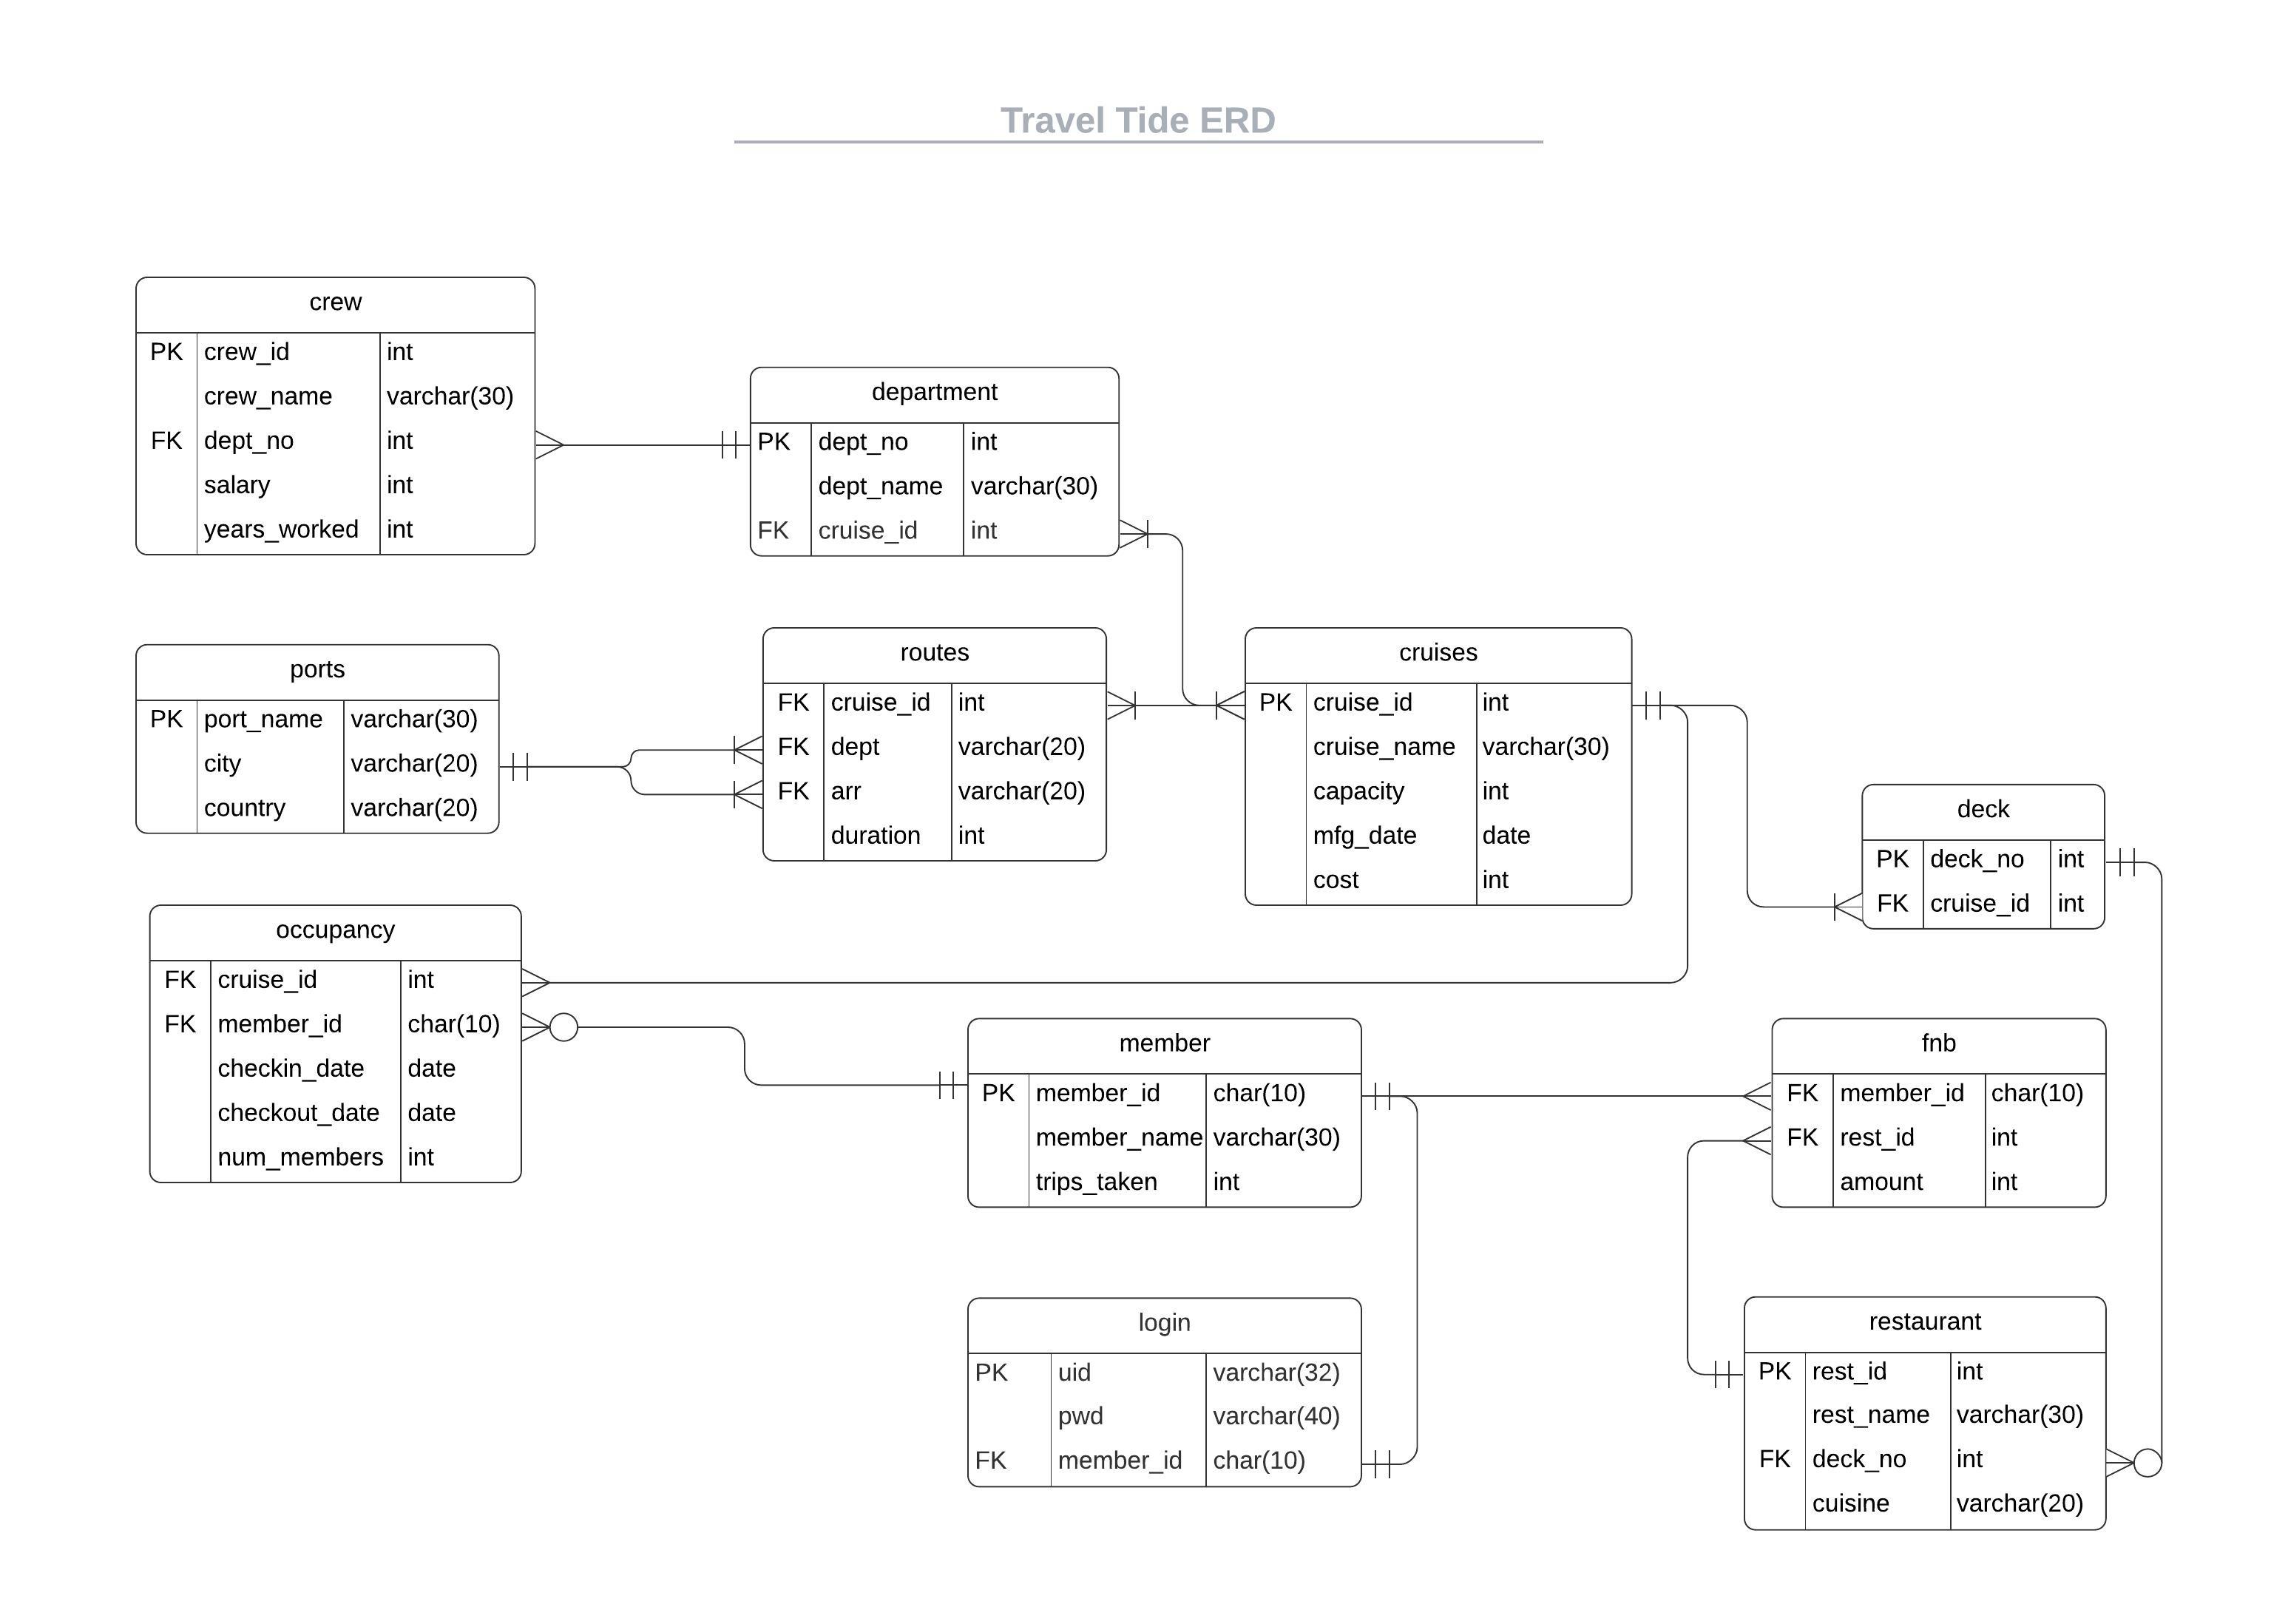 Travel Tide ERD
crew
PK crew_id int
crew_name varchar(30)
FK dept_no int
salary int
years_worked int
department
PK dept_no int
dept_name varchar(30)
FK cruise_id int
ports
PK port_name varchar(30)
city varchar(20)
country varchar(20)
routes
FK cruise_id int
FK dept varchar(20)
FK arr varchar(20)
duration int
cruises
PK cruise_id int
cruise_name varchar(30)
capacity int
mfg_date date
cost int
deck
PK deck_no int
FK cruise_id int
occupancy
FK cruise_id int
FK member_id char(10)
checkin_date date
checkout_date date
num_members int
member
PK member_id char(10)
member_name varchar(30)
trips_taken int
fnb
FK member_id char(10)
FK rest_id int
amount int
login
PK uid varchar(32)
pwd varchar(40)
FK member_id char(10)
restaurant
PK rest_id int
rest_name varchar(30)
FK deck_no int
cuisine varchar(20)